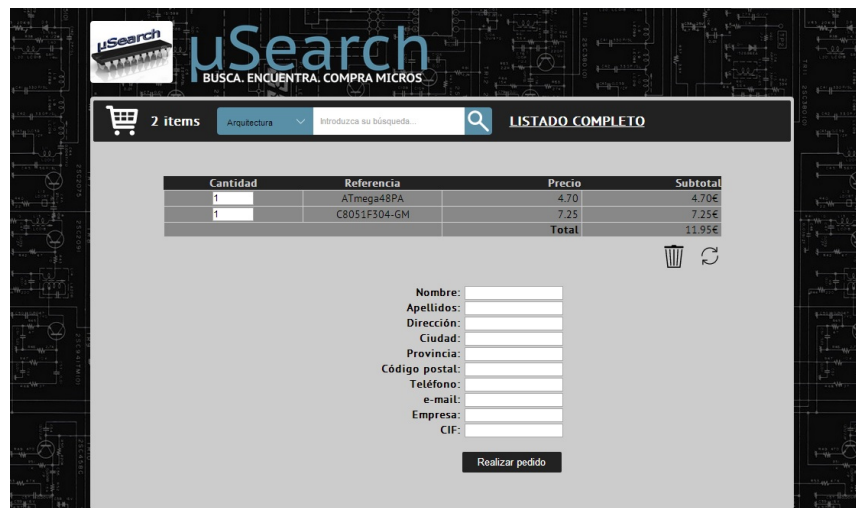 µSearch
µSearch
BUSCA. ENCUENTRA. COMPRA MICROS
2 items Arquitectura Introduzca su búsqueda... LISTADO COMPLETO
Cantidad Referencia Precio Subtotal
1 ATmega48PA 4.70 4.70€
1 C8051F304-GM 7.25 7.25€
Total 11.95€
Nombre:
Apellidos:
Dirección:
Ciudad:
Provincia:
Código postal:
Teléfono:
e-mail:
Empresa:
CIF:
Realizar pedido